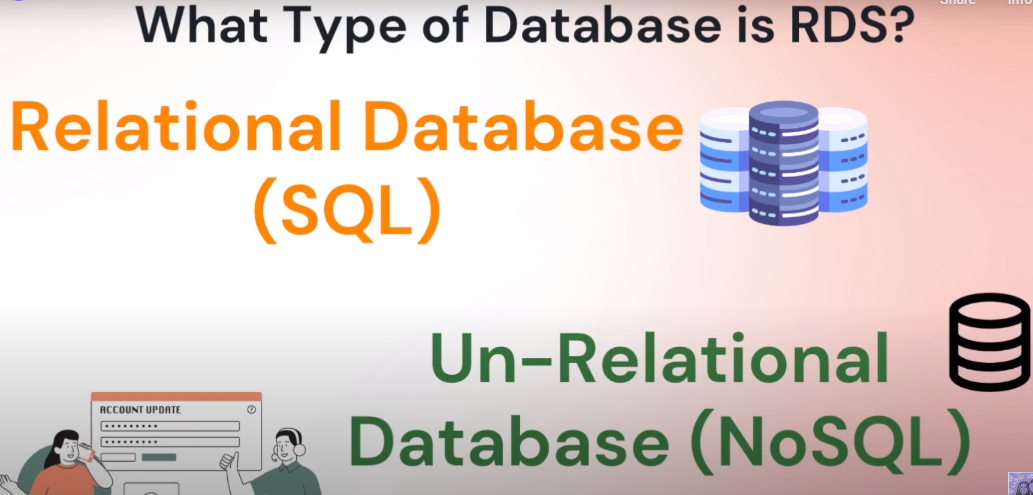 Share
Info
What Type of Database is RDS?
Relational Database
(SQL)
Un-Relational
Database (NoSQL)
ACCOUNT UPDATE
?